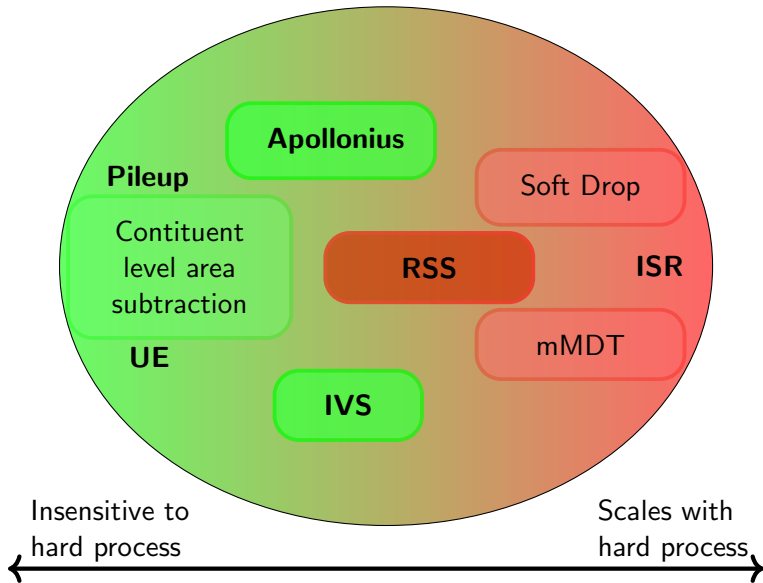 Apollonius
Pileup
Soft Drop
Contituent
level area
subtraction
RSS
ISR
mMDT
UE
IVS
Insensitive to
hard process
Scales with
hard process